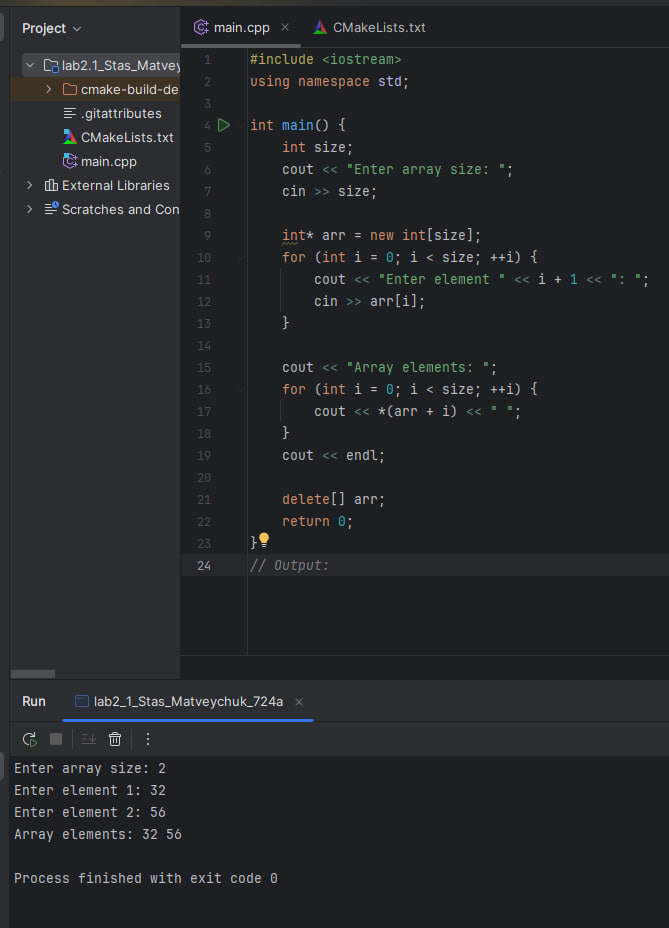 Project
lab2.1_Stas_Matvey
cmake-build-de
.gitattributes
CMakeLists.txt
main.cpp
External Libraries
Scratches and Con
main.cpp
CMakeLists.txt
1 #include <iostream>
2 using namespace std;
3
4 int main() {
5 int size;
6 cout << "Enter array size: ";
7 cin >> size;
8
9 int* arr = new int[size];
10 for (int i = 0; i < size; ++i) {
11 cout << "Enter element " << i + 1 << ": ";
12 cin >> arr[i];
13 }
14
15 cout << "Array elements: ";
16 for (int i = 0; i < size; ++i) {
17 cout << *(arr + i) << " ";
18 }
19 cout << endl;
20
21 delete[] arr;
22 return 0;
23 }
24 // Output:
Run
lab2_1_Stas_Matveychuk_724a
Enter array size: 2
Enter element 1: 32
Enter element 2: 56
Array elements: 32 56
Process finished with exit code 0